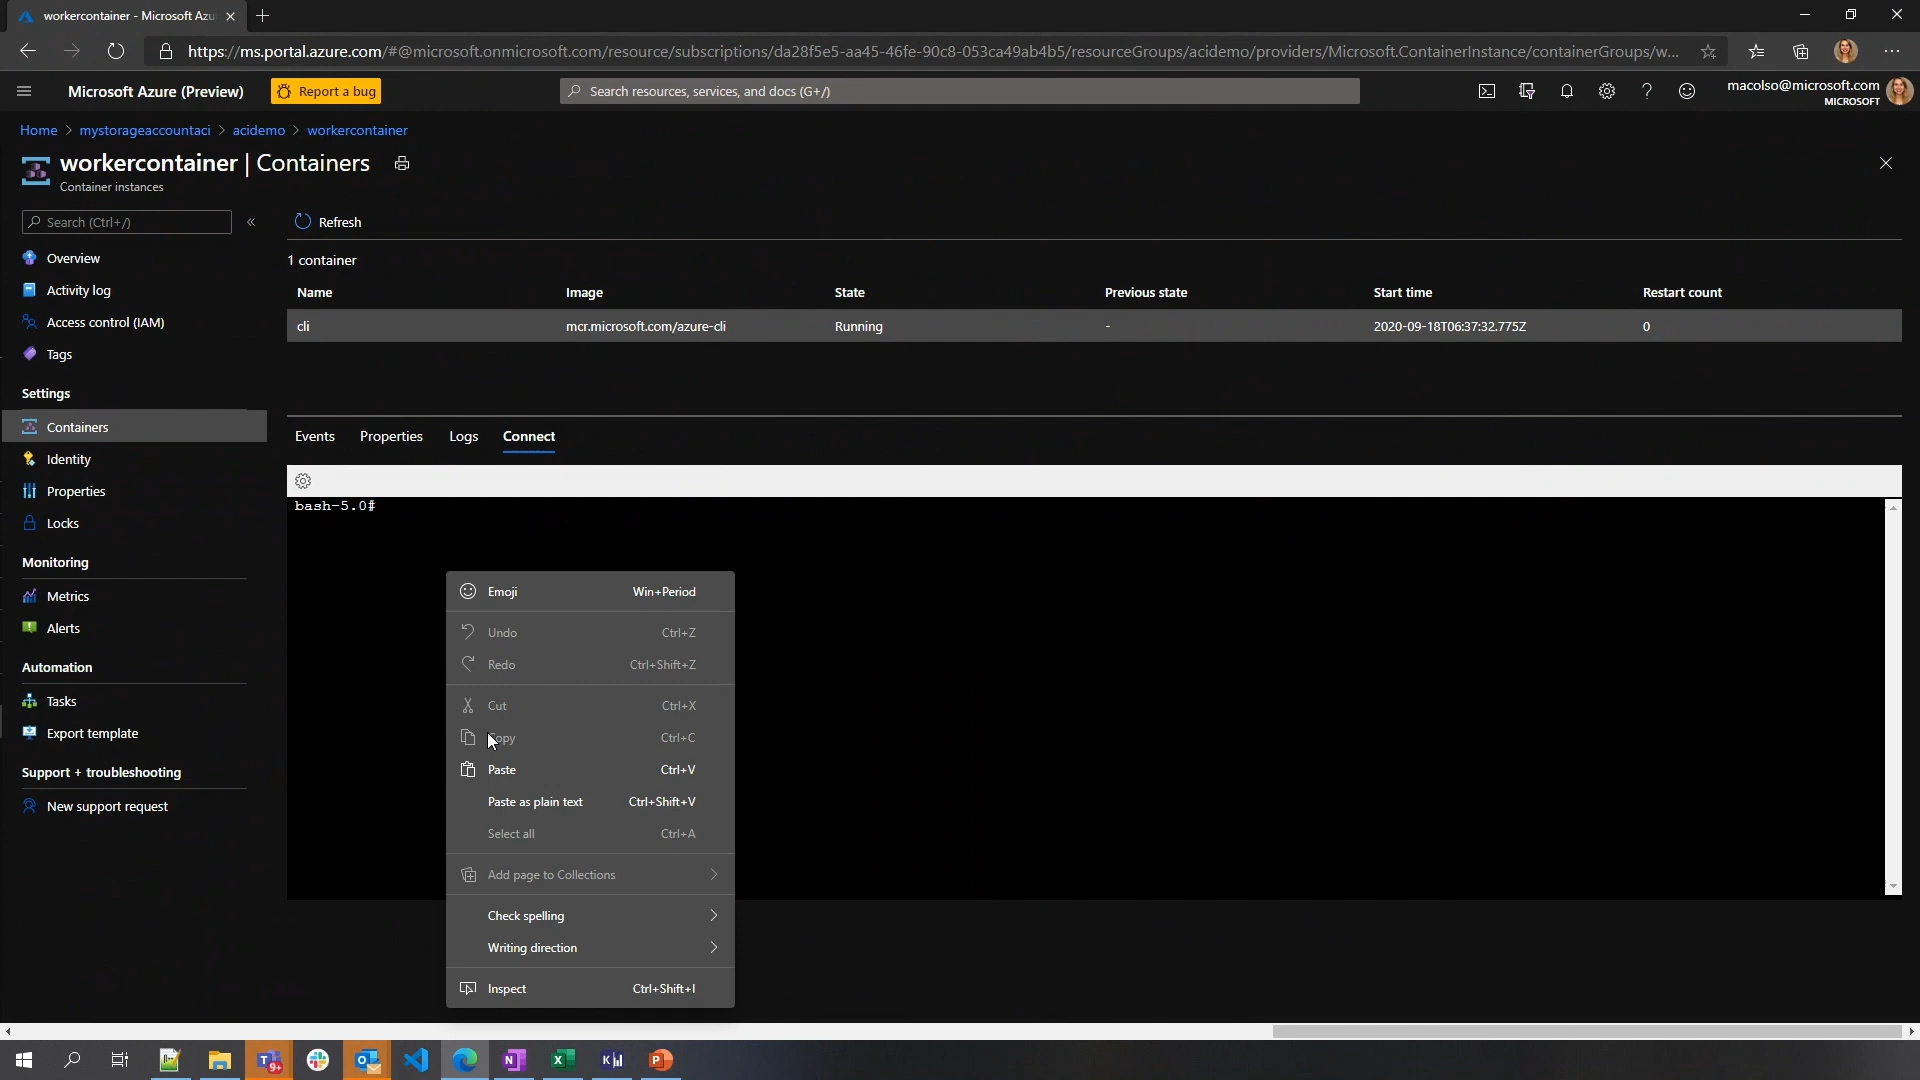 workercontainer - Microsoft Azu
https://ms.portal.azure.com/#@microsoft.onmicrosoft.com/resource/subscriptions/da28f5e5-aa45-46fe-90c8-053ca49ab4b5/resourceGroups/acidemo/providers/Microsoft.ContainerInstance/containerGroups/w...
Microsoft Azure (Preview)
Report a bug
Search resources, services, and docs (G+/)
macolso@microsoft.com
MICROSOFT
Home > mystorageaccountaci > acidemo > workercontainer
workercontainer | Containers
Container instances
Search (Ctrl+/)
«
Refresh
Overview
Activity log
Access control (IAM)
Tags
Settings
Containers
Identity
Properties
Locks
Monitoring
Metrics
Alerts
Automation
Tasks
Export template
Support + troubleshooting
New support request
1 container
Name Image State Previous state Start time Restart count
cli mcr.microsoft.com/azure-cli Running - 2020-09-18T06:37:32.775Z 0
Events Properties Logs Connect
bash-5.0#
Emoji Win+Period
Undo Ctrl+Z
Redo Ctrl+Shift+Z
Cut Ctrl+X
Copy Ctrl+C
Paste Ctrl+V
Paste as plain text Ctrl+Shift+V
Select all Ctrl+A
Add page to Collections
Check spelling
Writing direction
Inspect Ctrl+Shift+I
9+